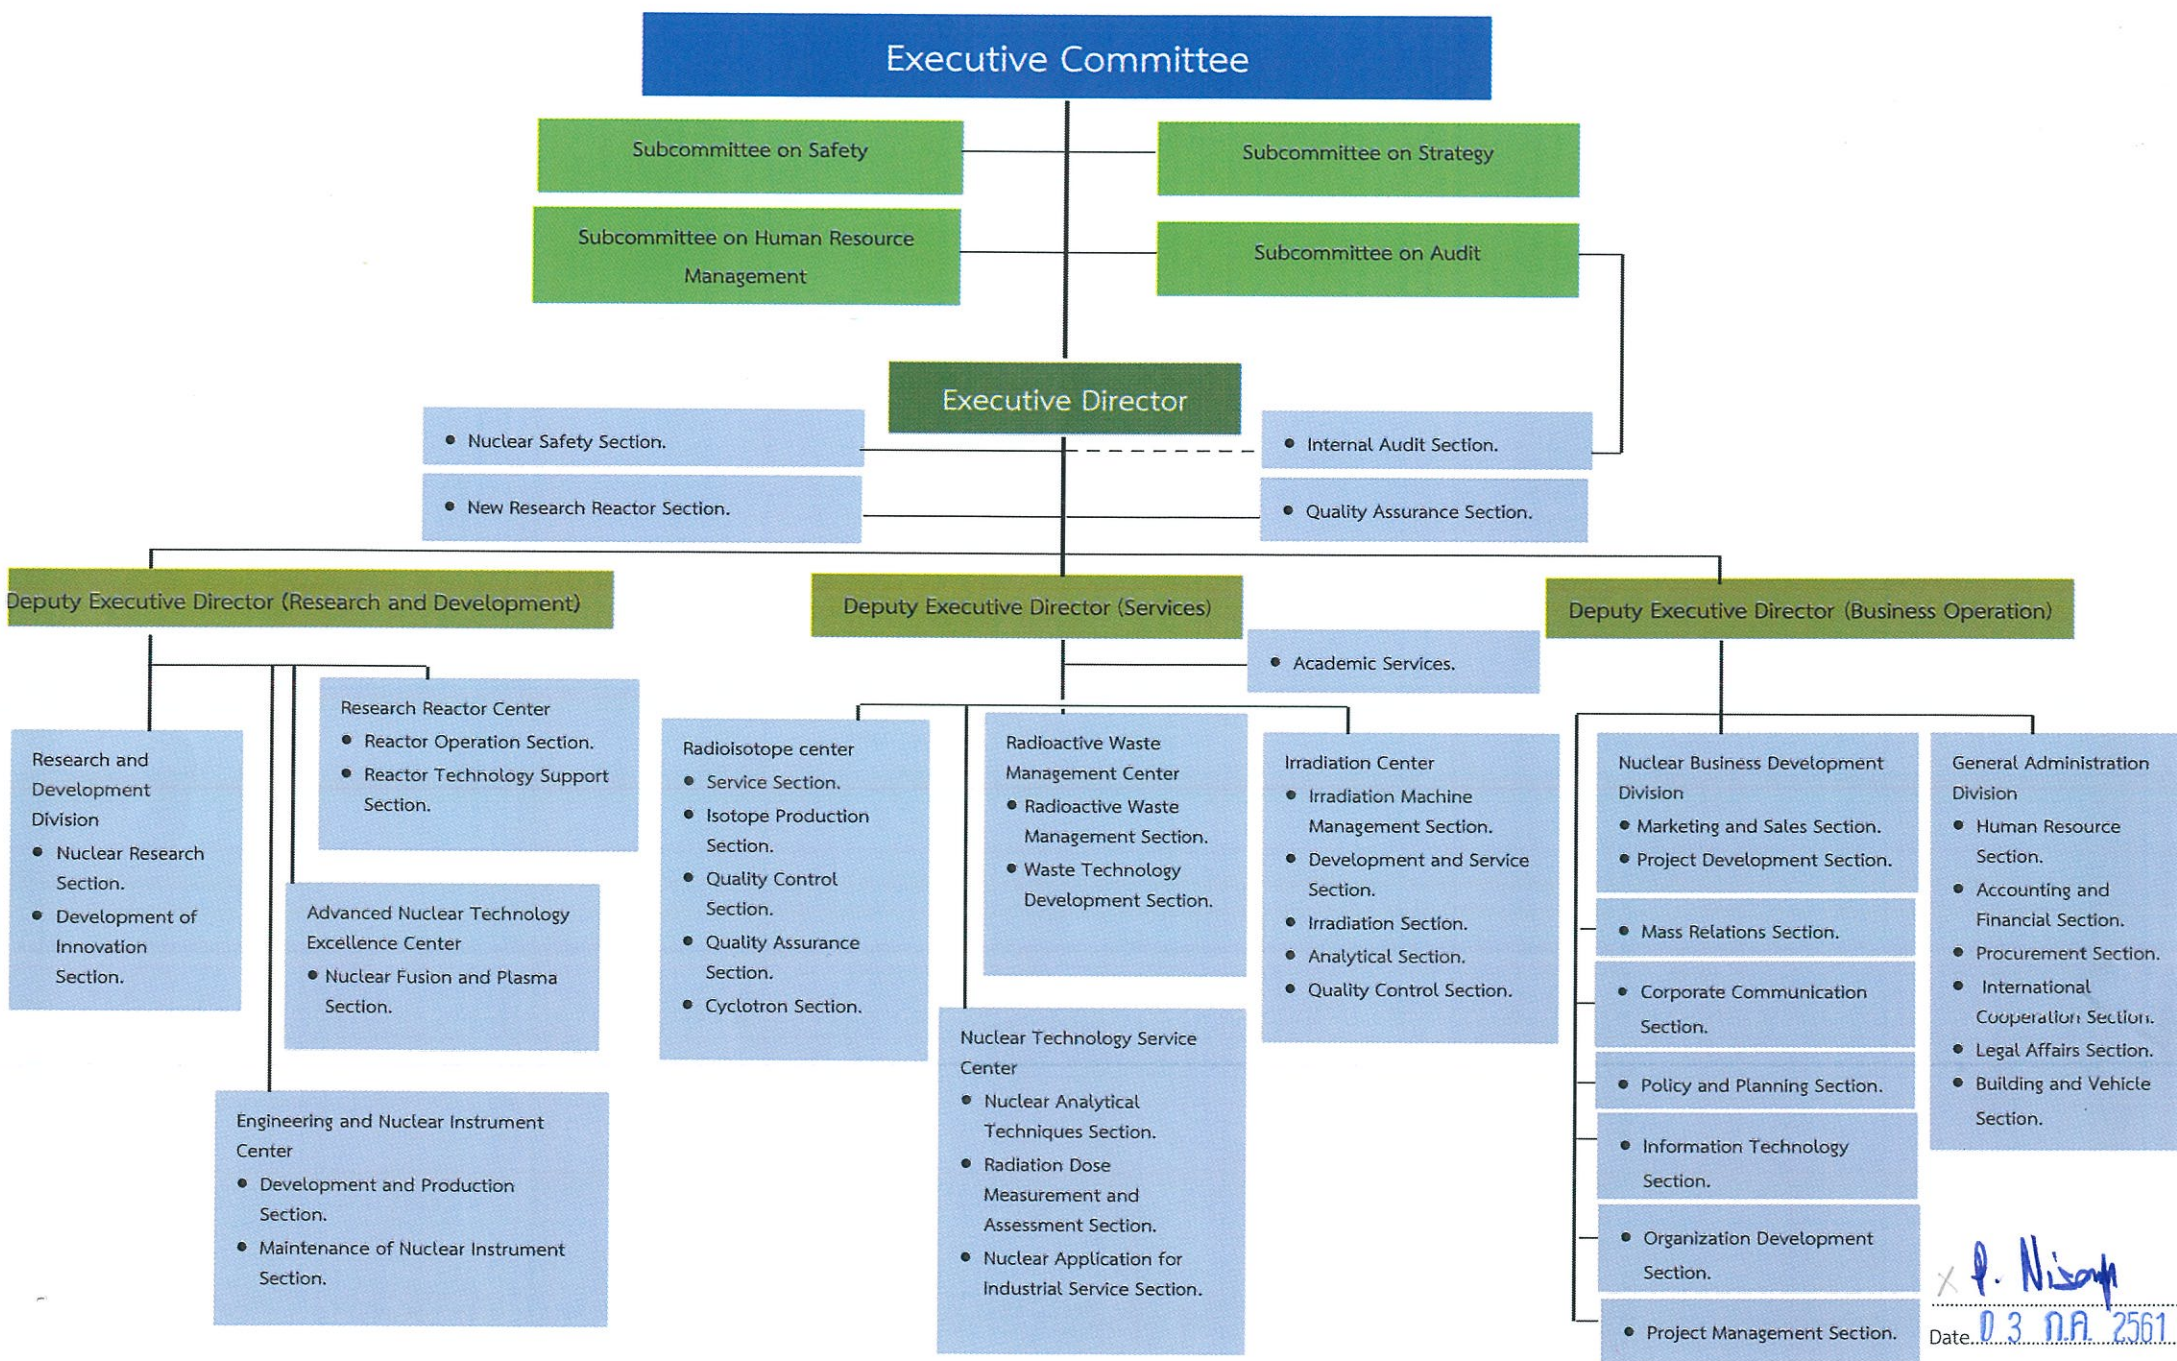 Executive Committee
Subcommittee on Safety
Subcommittee on Strategy
Subcommittee on Human Resource
Management
Subcommittee on Audit
Executive Director
• Nuclear Safety Section.
• Internal Audit Section.
• New Research Reactor Section.
• Quality Assurance Section.
Deputy Executive Director (Research and Development)
Deputy Executive Director (Services)
Deputy Executive Director (Business Operation)
• Academic Services.
Research and
Development
Division
• Nuclear Research
Section.
• Development of
Innovation
Section.
Research Reactor Center
• Reactor Operation Section.
• Reactor Technology Support
Section.
Advanced Nuclear Technology
Excellence Center
• Nuclear Fusion and Plasma
Section.
Engineering and Nuclear Instrument
Center
• Development and Production
Section.
• Maintenance of Nuclear Instrument
Section.
Radioisotope center
• Service Section.
• Isotope Production
Section.
• Quality Control
Section.
• Quality Assurance
Section.
• Cyclotron Section.
Radioactive Waste
Management Center
• Radioactive Waste
Management Section.
• Waste Technology
Development Section.
Nuclear Technology Service
Center
• Nuclear Analytical
Techniques Section.
• Radiation Dose
Measurement and
Assessment Section.
• Nuclear Application for
Industrial Service Section.
Irradiation Center
• Irradiation Machine
Management Section.
• Development and Service
Section.
• Irradiation Section.
• Analytical Section.
• Quality Control Section.
Nuclear Business Development
Division
• Marketing and Sales Section.
• Project Development Section.
• Mass Relations Section.
• Corporate Communication
Section.
• Policy and Planning Section.
• Information Technology
Section.
• Organization Development
Section.
• Project Management Section.
General Administration
Division
• Human Resource
Section.
• Accounting and
Financial Section.
• Procurement Section.
• International
Cooperation Section.
• Legal Affairs Section.
• Building and Vehicle
Section.
P.
Date 03 ก.ค. 2561